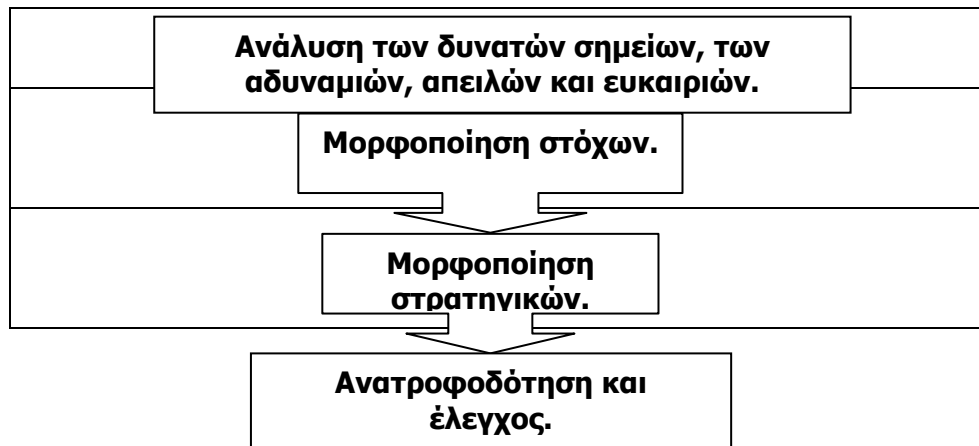 Ανάλυση των δυνατών σημείων, των
αδυναμιών, απειλών και ευκαιριών.
Μορφοποίηση στόχων.
Μορφοποίηση
στρατηγικών.
Ανατροφοδότηση και
έλεγχος.